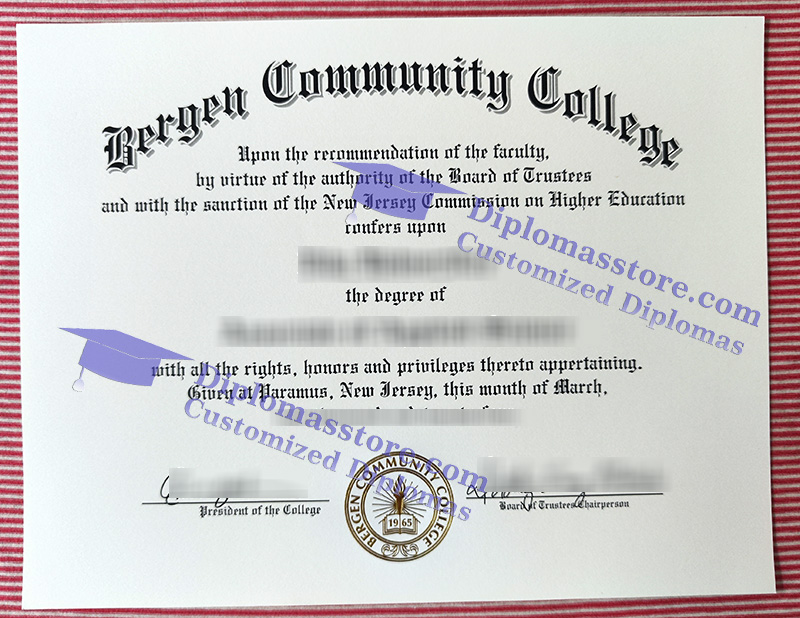 Bergen Community College
Upon the recommendation of the faculty,
by virtue of the authority of the Board of Trustees
and with the sanction of the New Jersey Commission on Higher Education
confers upon
the degree of
with all the rights, honors and privileges thereto appertaining.
Given at Paramus, New Jersey, this month of March,
President of the College
Board of Trustees Chairperson
BERGEN COMMUNITY COLLEGE
1965
Diplomasstore.com
Customized Diplomas
Diplomasstore.com
Customized Diplomas